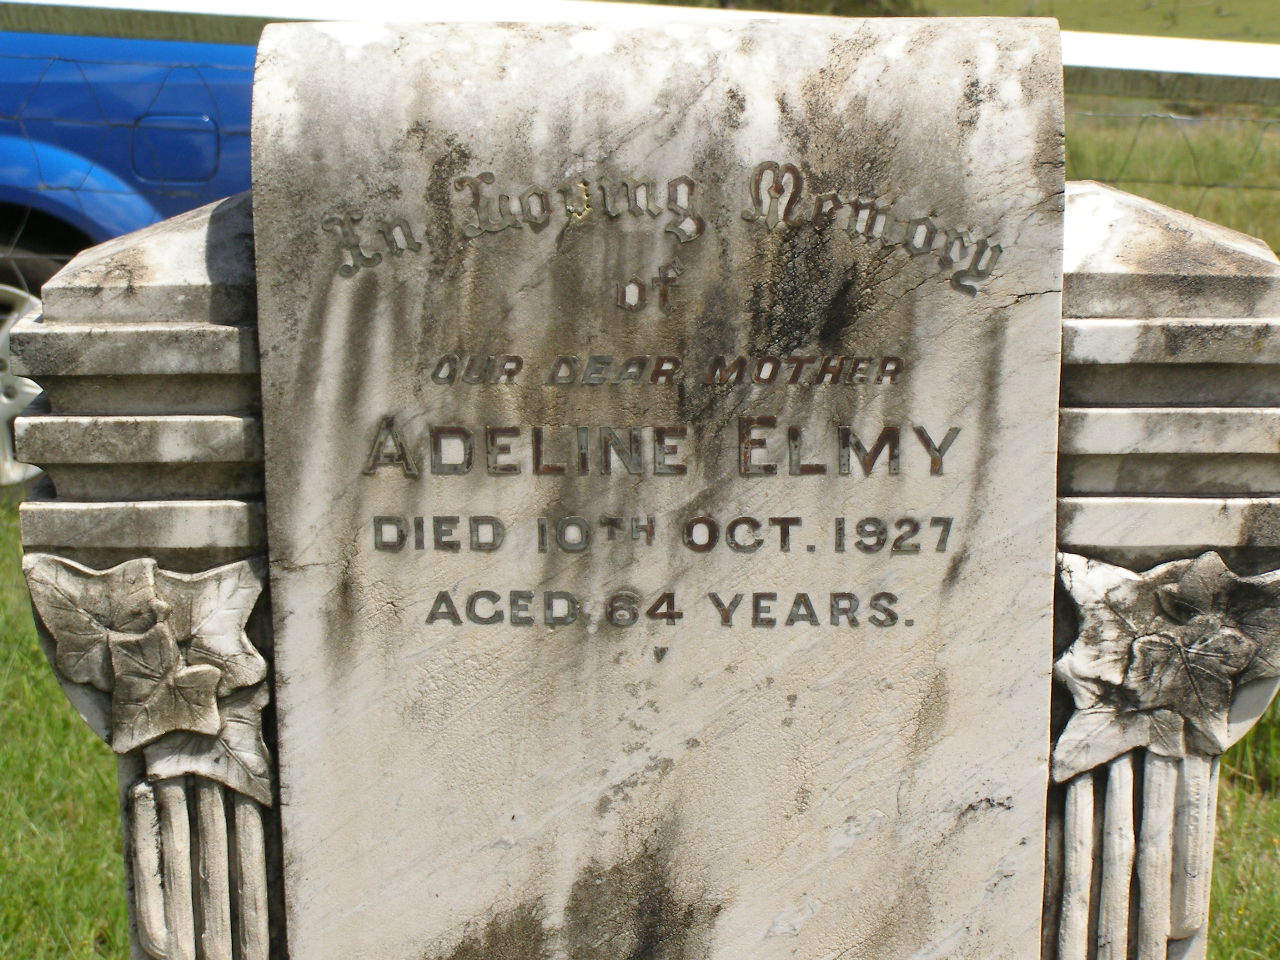 In Loving Memory
of
OUR DEAR MOTHER
ADELINE ELMY
DIED 10TH OCT. 1927
AGED 64 YEARS.